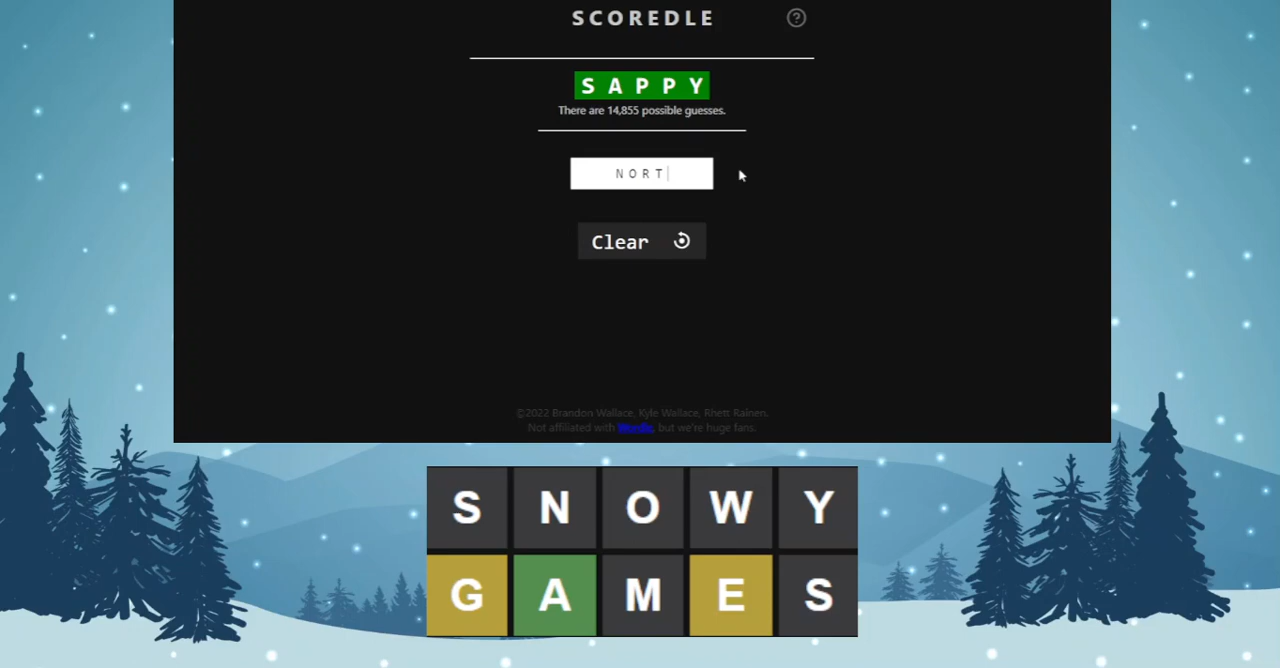 SCOREDLE ?
SAPPY
There are 14,855 possible guesses.
NORT
Clear
©2022 Brandon Wallace, Kyle Wallace, Rhett Rainen.
Not affiliated with Wordle, but we're huge fans.
SNOWY
GAMES